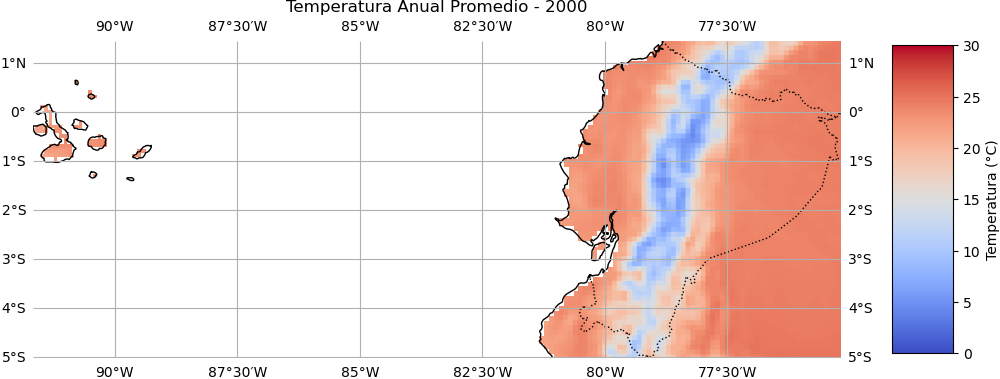 Temperatura Anual Promedio - 2000
90°W 87°30′W 85°W 82°30′W 80°W 77°30′W
1°N 1°N 30
0° 0° 25
1°S 1°S 20
2°S 2°S 15
3°S 3°S 10
4°S 4°S 5
5°S 5°S 0
Temperatura (°C)
90°W 87°30′W 85°W 82°30′W 80°W 77°30′W